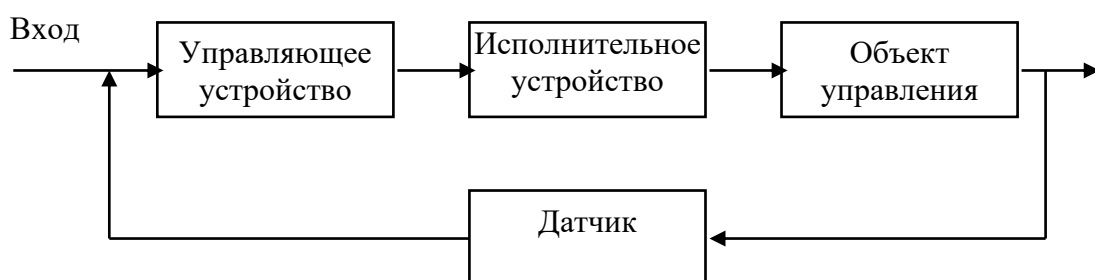 Вход
Управляющее
устройство
Исполнительное
устройство
Объект
управления
Датчик